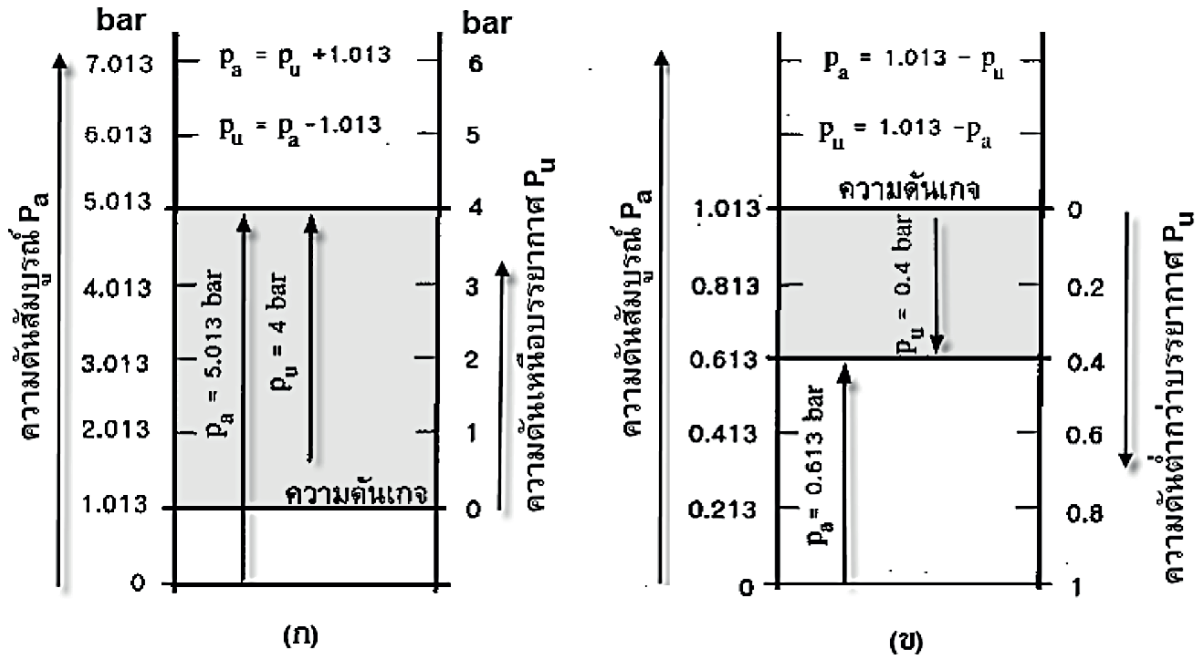 bar
bar
7.013
6.013
5.013
4.013
3.013
2.013
1.013
0
ความดันสัมบูรณ์ Pa
pa = pu +1.013
pu = pa -1.013
pa = 5.013 bar
pu = 4 bar
ความดันเกจ
6
5
4
3
2
1
0
ความดันเหนือบรรยากาศ Pu
(ก)
ความดันสัมบูรณ์ Pa
pa = 1.013 - pu
pu = 1.013 -pa
ความดันเกจ
1.013
0.813
0.613
0.413
0.213
0
pu = 0.4 bar
pa = 0.613 bar
0
0.2
0.4
0.6
0.8
1
ความดันต่ำกว่าบรรยากาศ Pu
(ข)